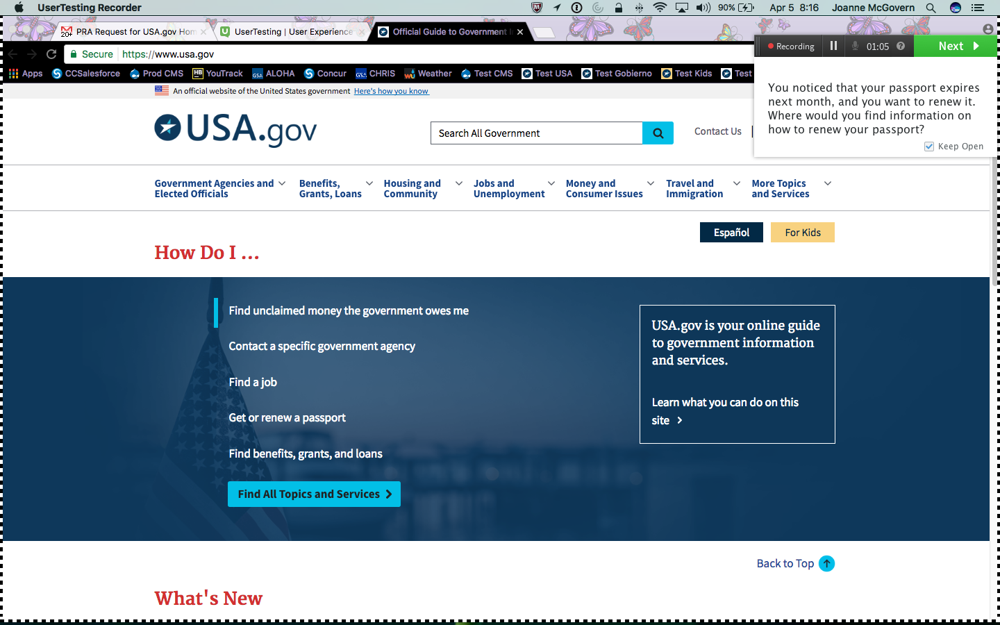 UserTesting Recorder
90%
Apr 5 8:16
Joanne McGovern
20+
PRA Request for USA.gov Hom
UserTesting | User Experience
Official Guide to Government I
Secure
https://www.usa.gov
Recording
01:05
Next
Apps
CCSalesforce
Prod CMS
HB
YouTrack
GSA
ALOHA
Concur
GSA
CHRIS
Weather
Test CMS
Test USA
Test Gobierno
Test Kids
Test
You noticed that your passport expires
next month, and you want to renew it.
Where would you find information on
how to renew your passport?
Keep Open
An official website of the United States government Here's how you know
USA.gov
Search All Government
Contact Us
Government Agencies and
Elected Officials
Benefits,
Grants, Loans
Housing and
Community
Jobs and
Unemployment
Money and
Consumer Issues
Travel and
Immigration
More Topics
and Services
Español
For Kids
How Do I ...
Find unclaimed money the government owes me
Contact a specific government agency
Find a job
Get or renew a passport
Find benefits, grants, and loans
Find All Topics and Services
USA.gov is your online guide
to government information
and services.
Learn what you can do on this
site
Back to Top
What's New